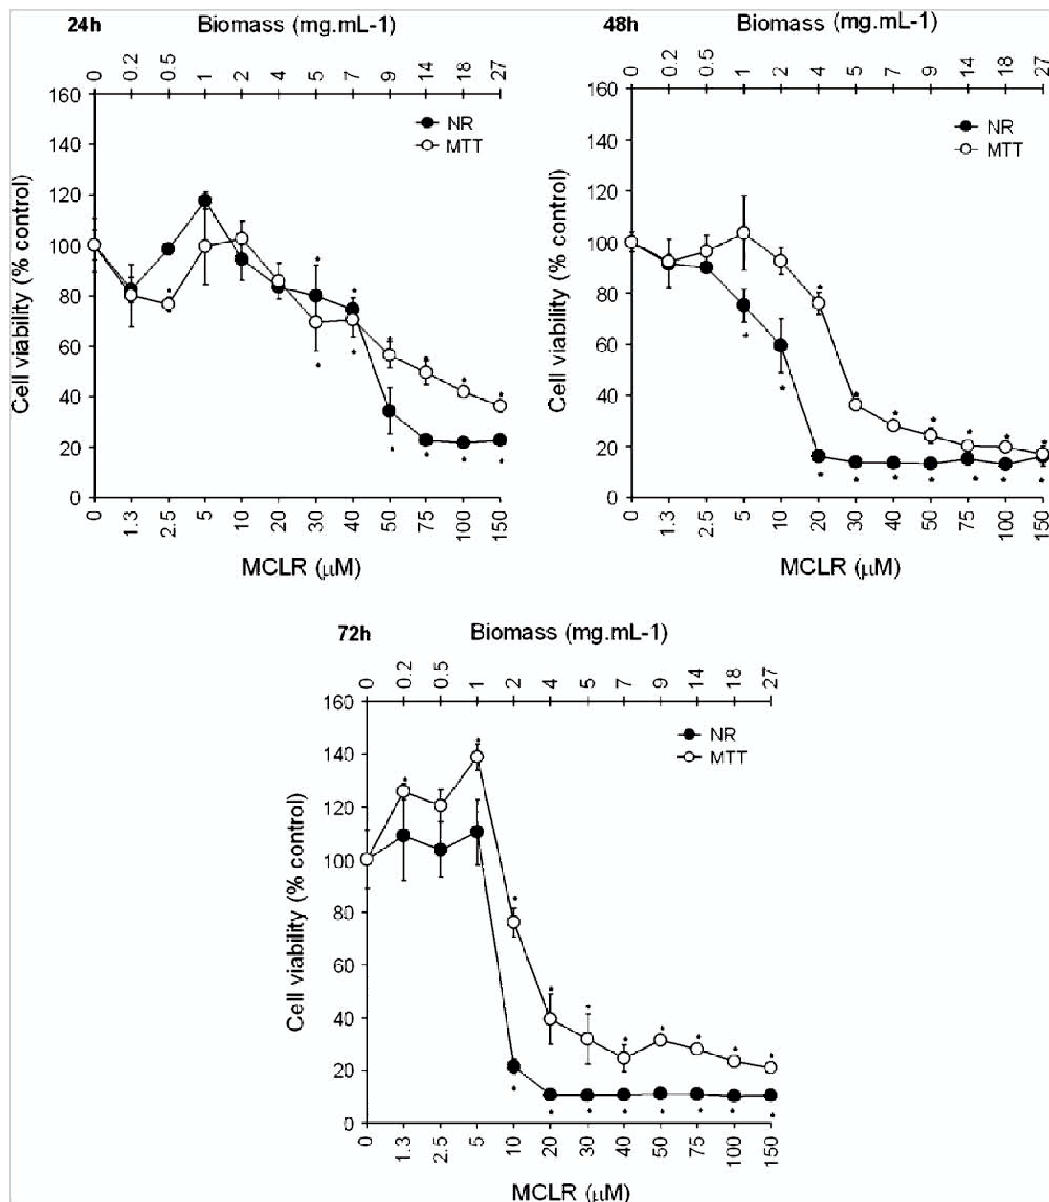 24h Biomass (mg.mL-1)
0 0.2 0.5 1 2 4 5 7 9 14 18 27
160
140
120
100
80
60
40
20
0
Cell viability (% control)
NR
MTT
0 1.3 2.5 5 10 20 30 40 50 75 100 150
MCLR (μM)
48h Biomass (mg.mL-1)
0 0.2 0.5 1 2 4 5 7 9 14 18 27
160
140
120
100
80
60
40
20
0
Cell viability (% control)
NR
MTT
0 1.3 2.5 5 10 20 30 40 50 75 100 150
MCLR (μM)
72h Biomass (mg.mL-1)
0 0.2 0.5 1 2 4 5 7 9 14 18 27
160
140
120
100
80
60
40
20
0
Cell viability (% control)
NR
MTT
0 1.3 2.5 5 10 20 30 40 50 75 100 150
MCLR (μM)